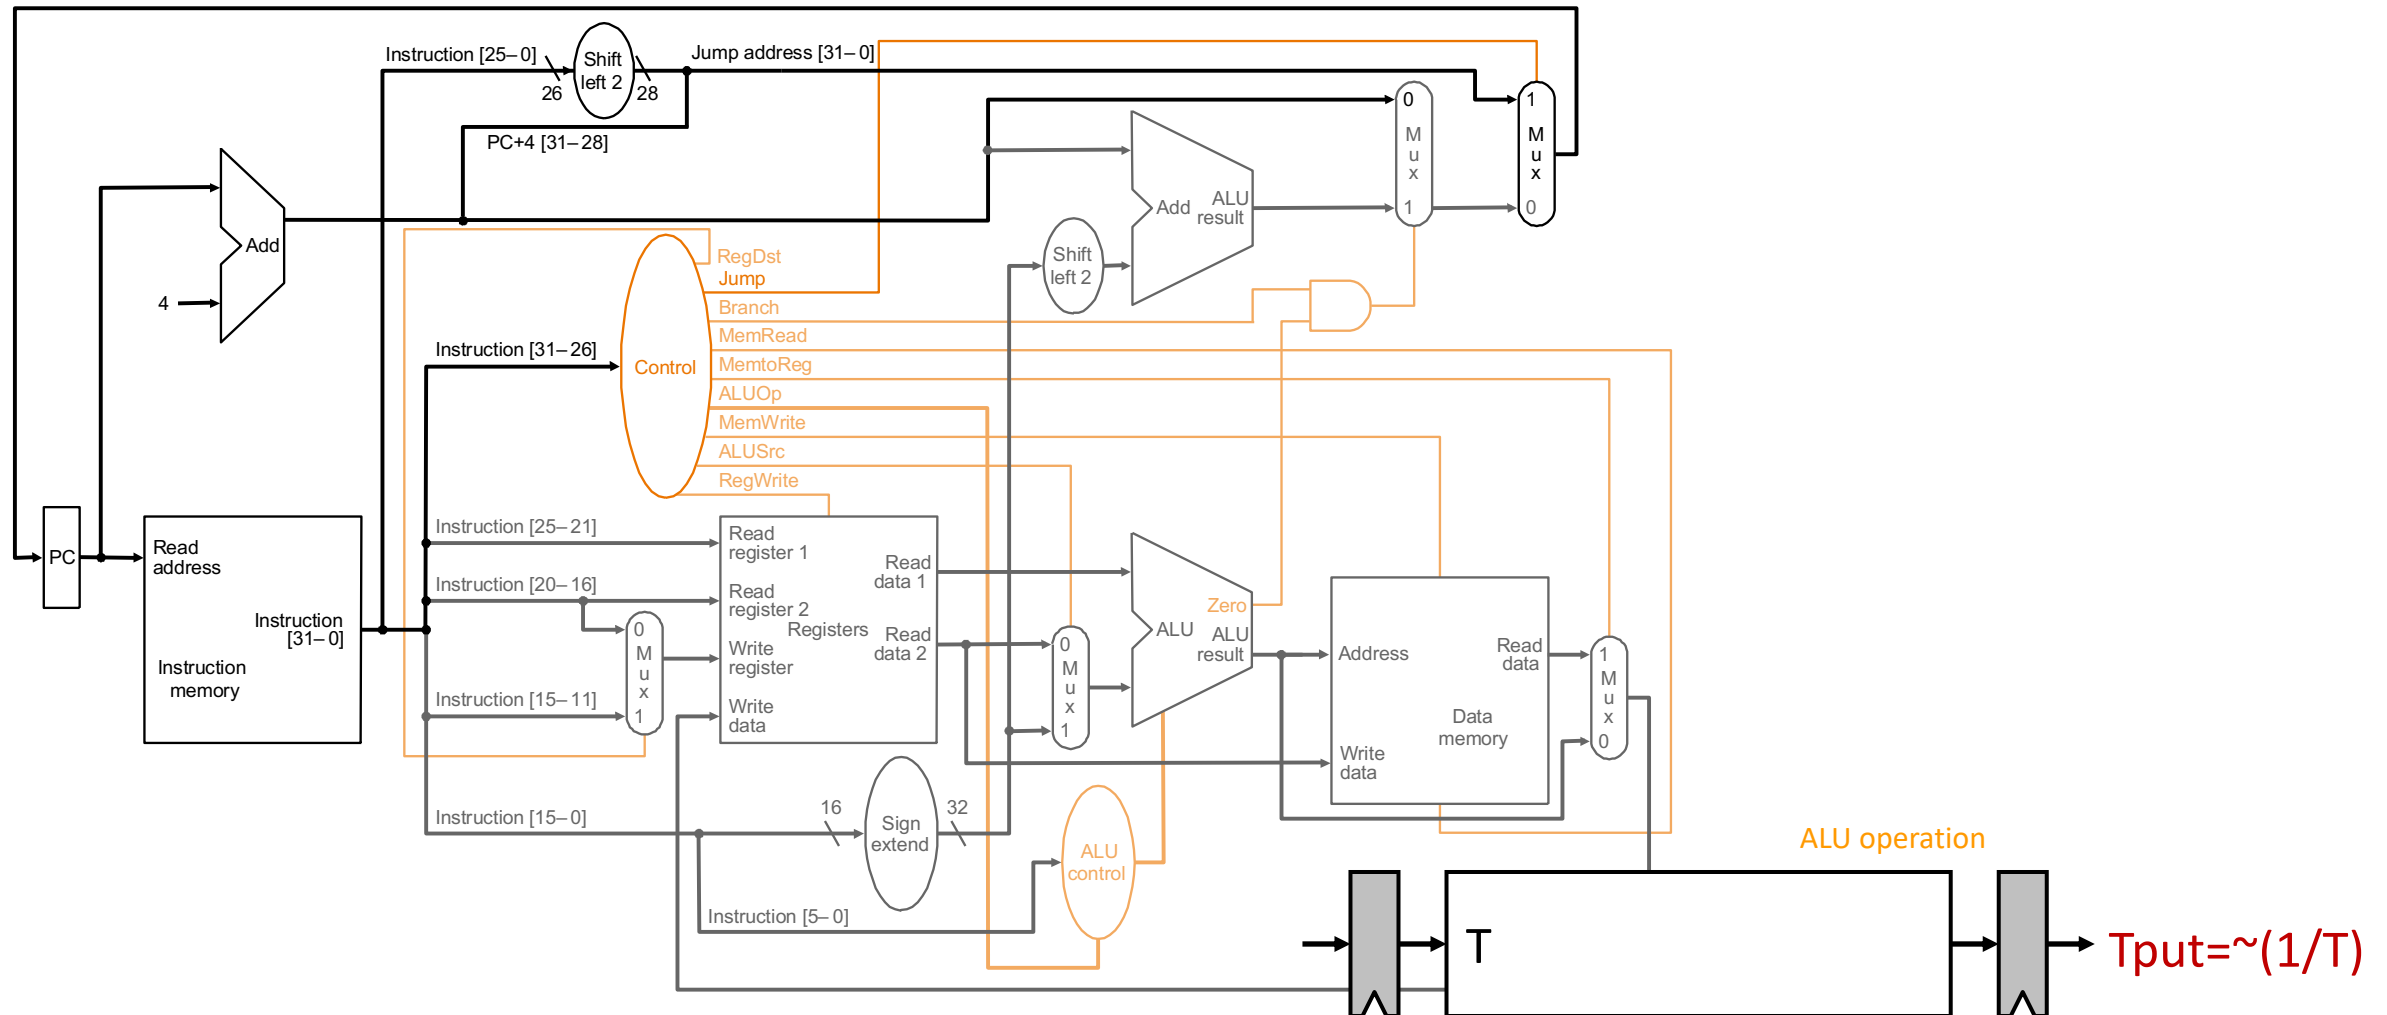 Instruction [25–0]
26
Shift
left 2
28
Jump address [31–0]
PC+4 [31–28]
0
M
u
x
1
1
M
u
x
0
Add
4
Add
ALU
result
Shift
left 2
RegDst
Jump
Branch
MemRead
MemtoReg
ALUOp
MemWrite
ALUSrc
RegWrite
Control
Instruction [31–26]
PC
Read
address
Instruction
[31–0]
Instruction
memory
Instruction [25–21]
Instruction [20–16]
Instruction [15–11]
Instruction [15–0]
Instruction [5–0]
0
M
u
x
1
Read
register 1
Read
register 2
Registers
Write
register
Write
data
Read
data 1
Read
data 2
0
M
u
x
1
Zero
ALU
ALU
result
Address
Read
data
Data
memory
Write
data
1
M
u
x
0
16
Sign
extend
32
ALU
control
ALU operation
T
Tput=~(1/T)